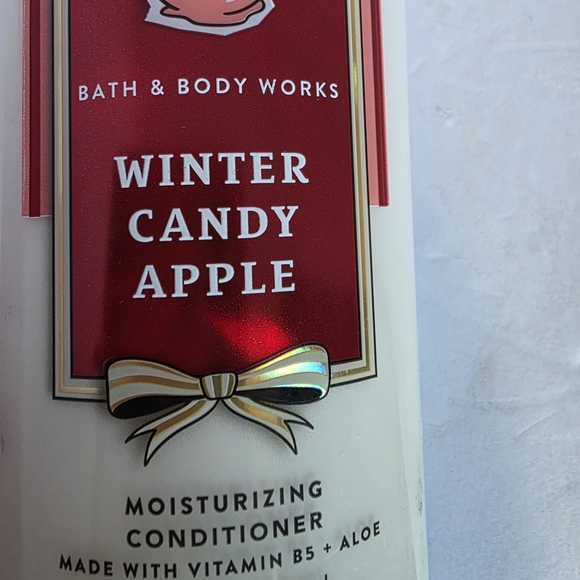 BATH & BODY WORKS
WINTER
CANDY
APPLE
MOISTURIZING
CONDITIONER
MADE WITH VITAMIN B5 + ALOE